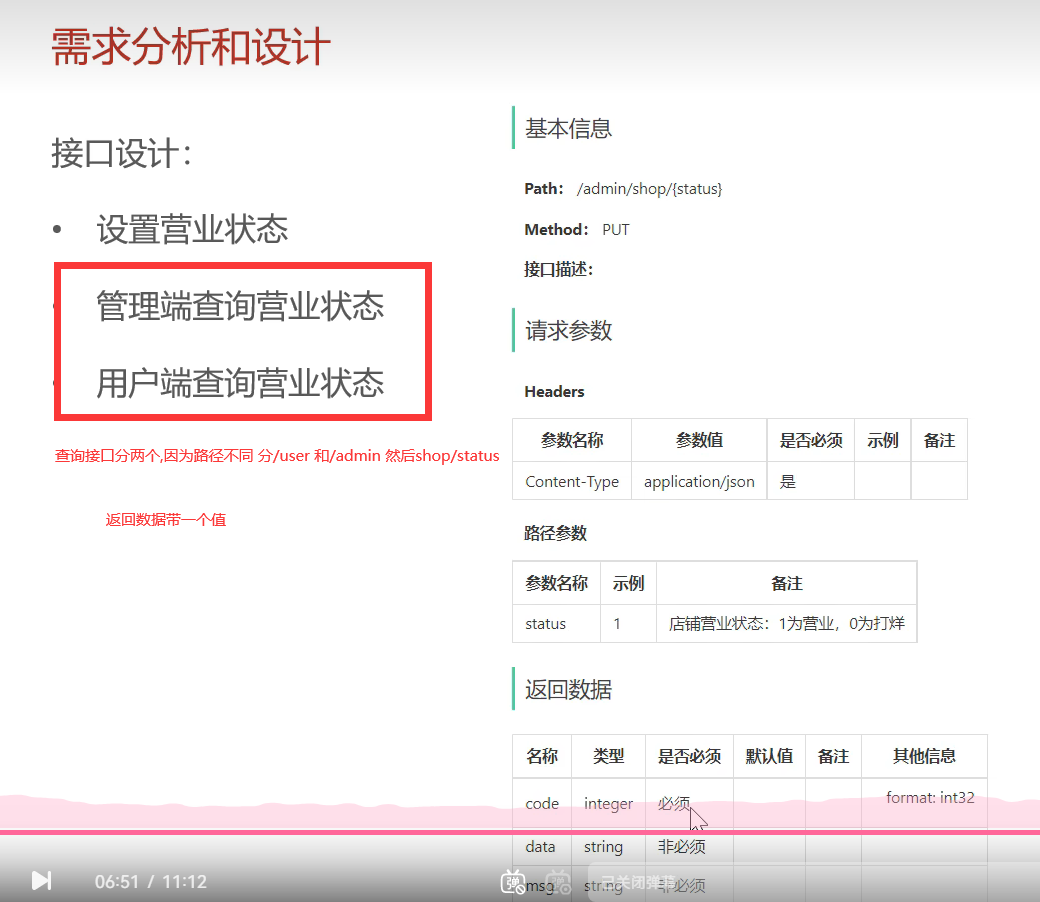 需求分析和设计
接口设计：
• 设置营业状态
管理端查询营业状态
用户端查询营业状态
查询接口分两个,因为路径不同 分/user 和/admin 然后shop/status
返回数据带一个值
基本信息
Path： /admin/shop/{status}
Method： PUT
接口描述：
请求参数
Headers
参数名称 参数值 是否必须 示例 备注
Content-Type application/json 是
路径参数
参数名称 示例 备注
status 1 店铺营业状态：1为营业，0为打烊
返回数据
名称 类型 是否必须 默认值 备注 其他信息
code integer 必须 format: int32
data string 非必须
msg string 非必须
06:51 / 11:12
弹
弹
已关闭弹幕